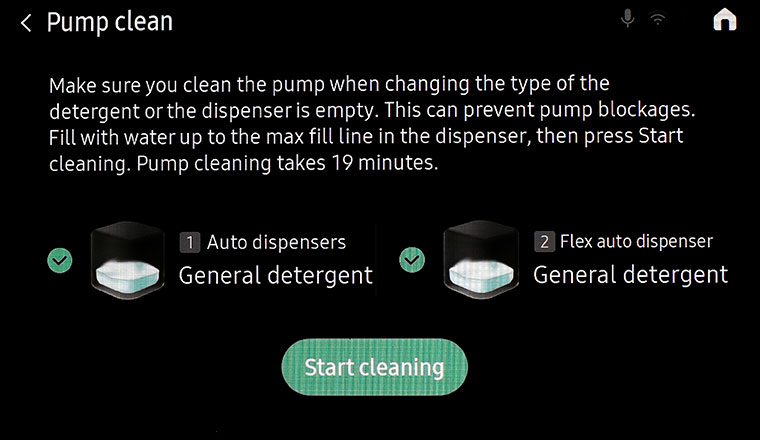 Pump clean
Make sure you clean the pump when changing the type of the
detergent or the dispenser is empty. This can prevent pump blockages.
Fill with water up to the max fill line in the dispenser, then press Start
cleaning. Pump cleaning takes 19 minutes.
1 Auto dispensers
General detergent
2 Flex auto dispenser
General detergent
Start cleaning